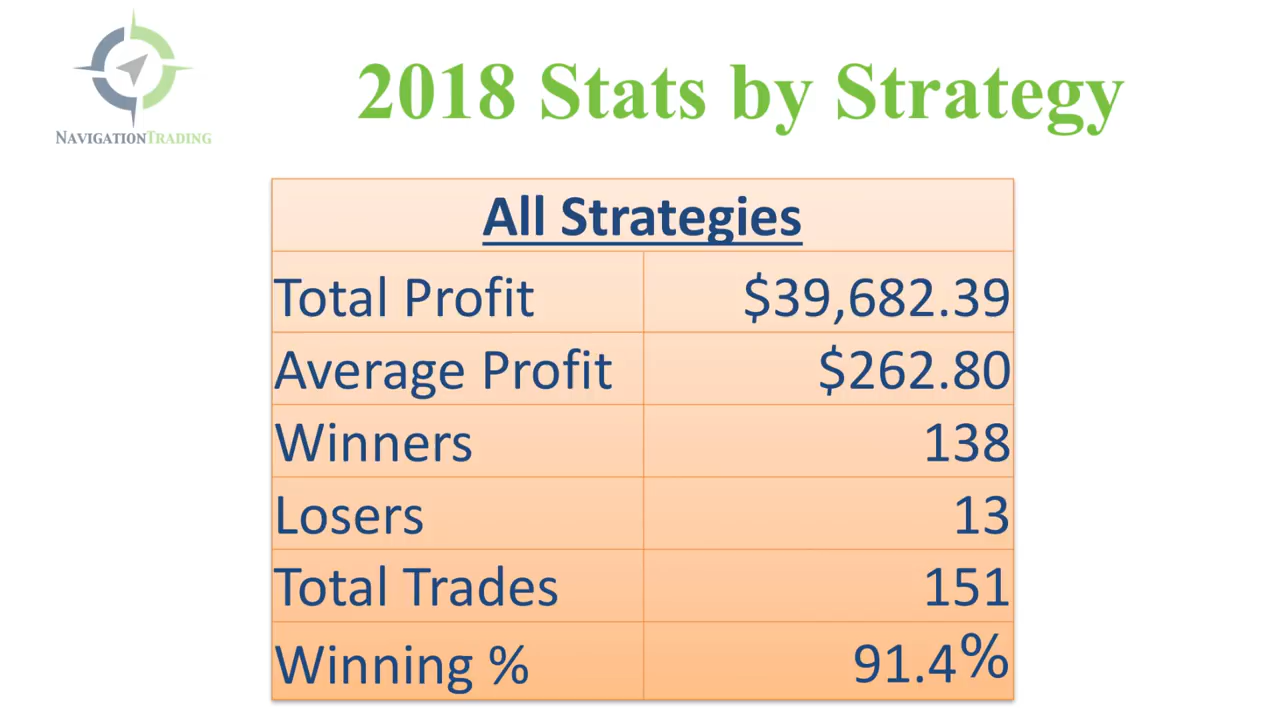 NAVIGATIONTRADING
2018 Stats by Strategy
All Strategies
Total Profit $39,682.39
Average Profit $262.80
Winners 138
Losers 13
Total Trades 151
Winning % 91.4%